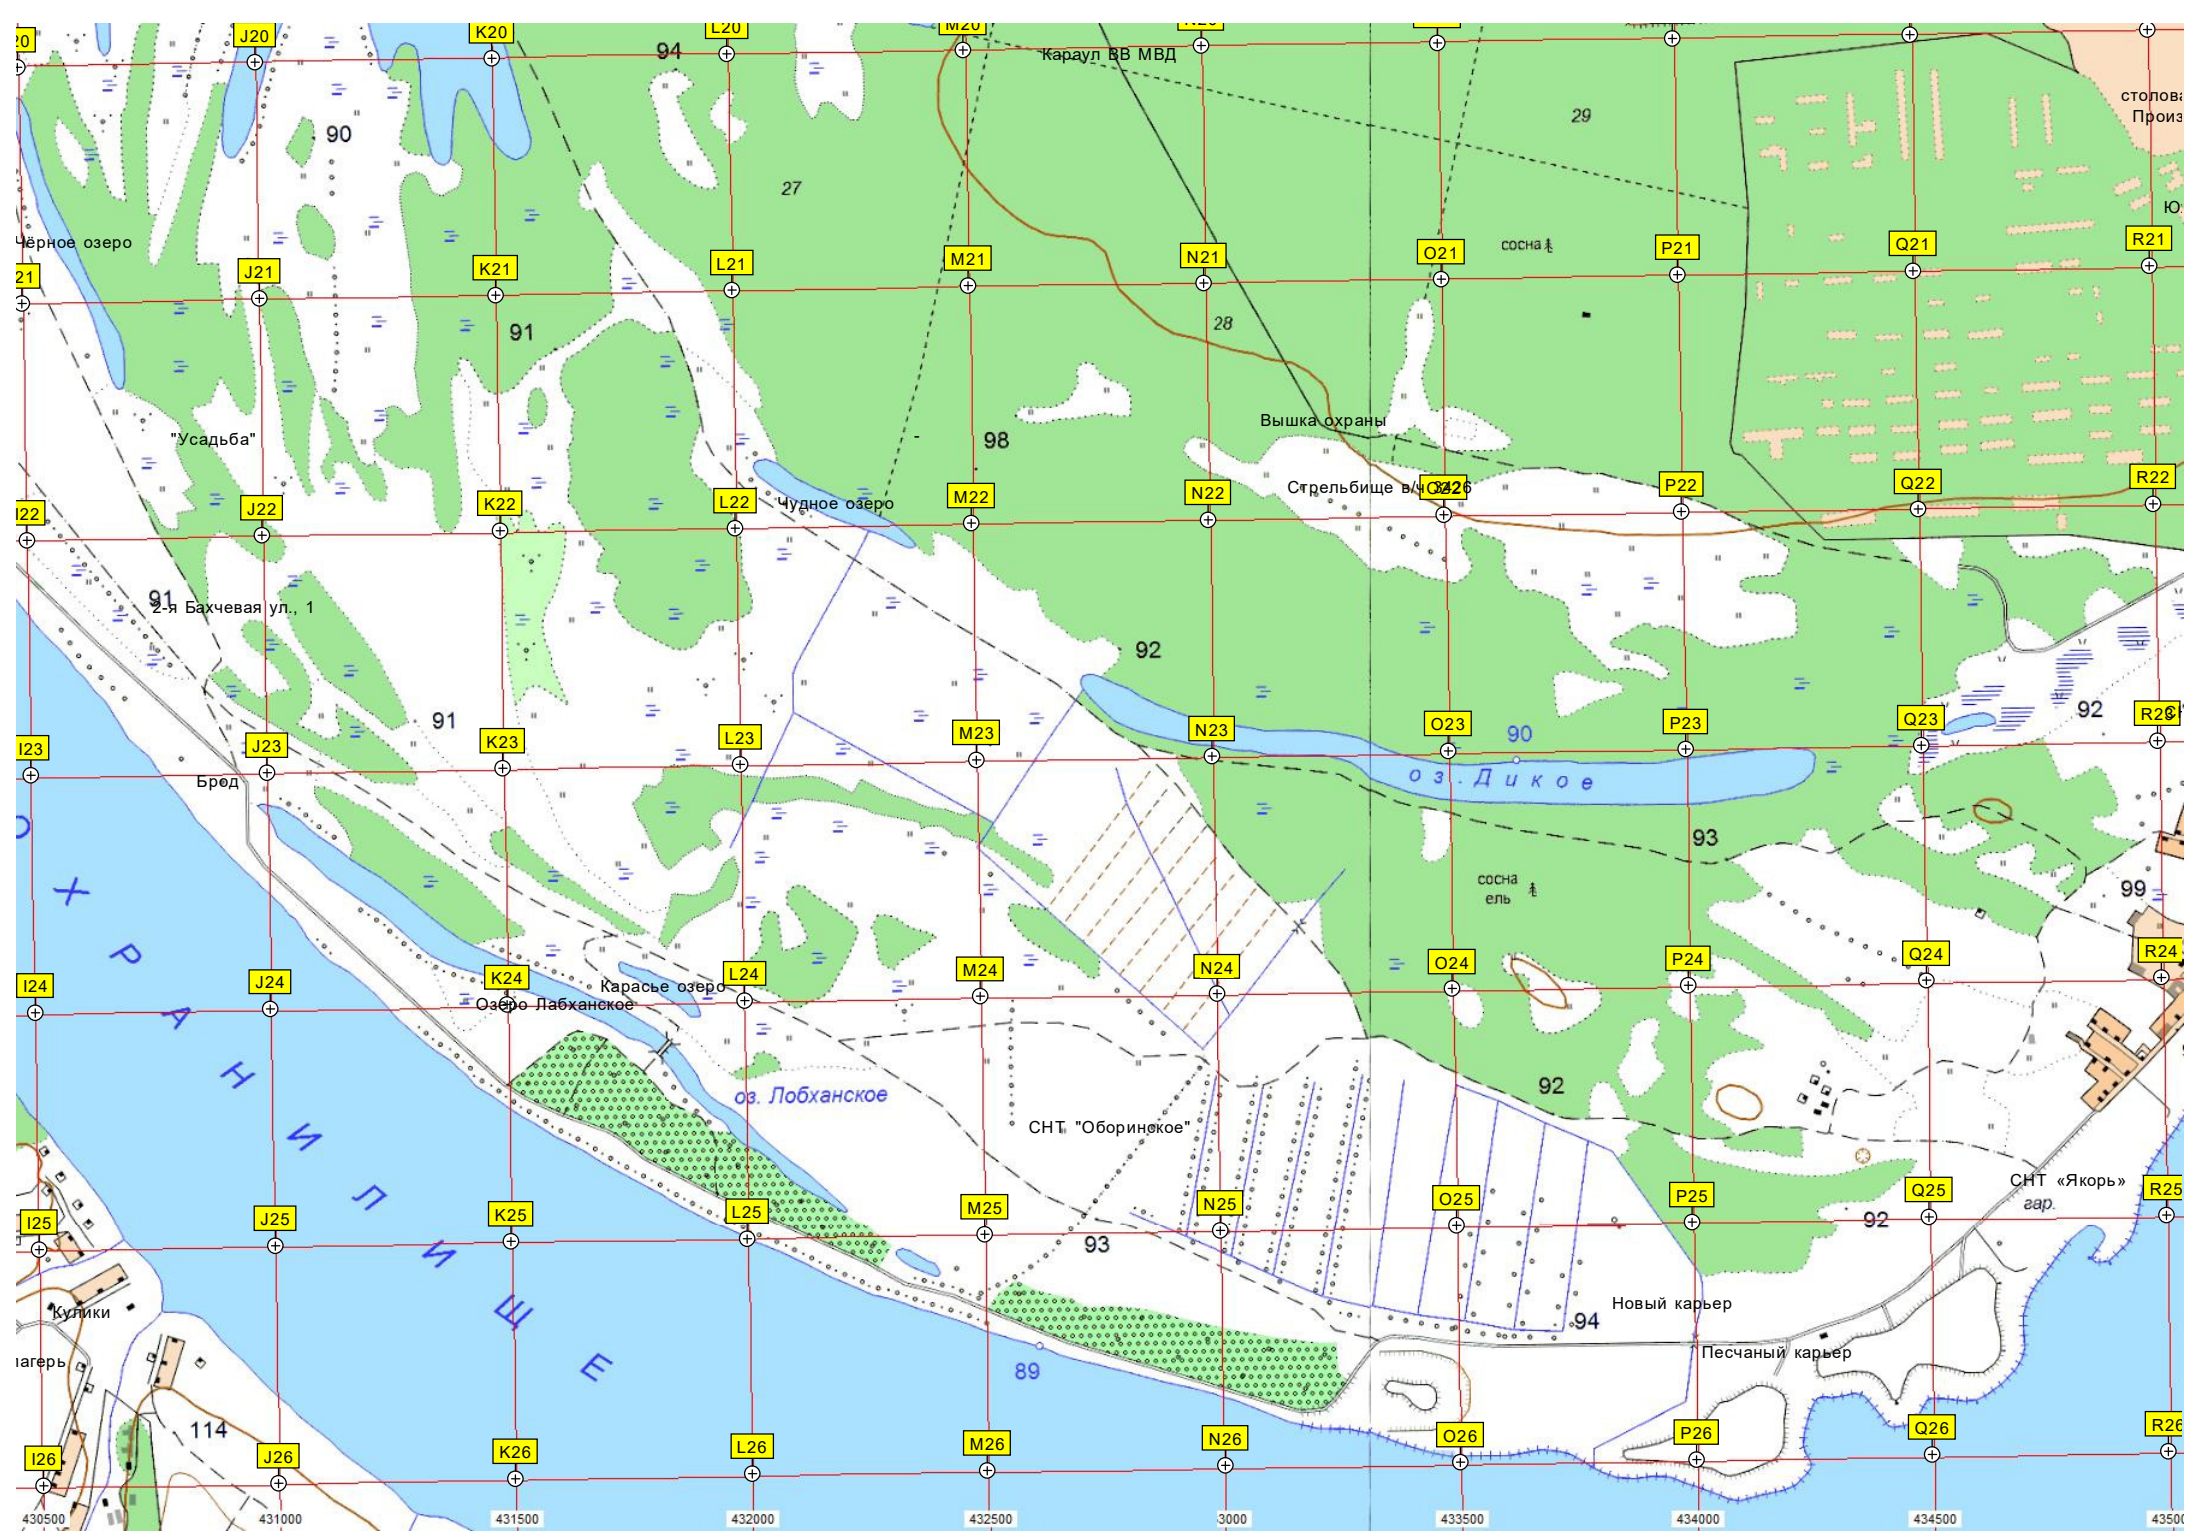 J20
K20
L20
M20
94
Караул ВВ МВД
29
столов
Произ
90
27
Чёрное озеро
J21
K21
L21
M21
N21
O21
сосна
P21
Q21
R21
91
28
"Усадьба"
98
Вышка охраны
J22
K22
L22
Чудное озеро
M22
N22
Стрельбище в/ч 3426
P22
Q22
R22
91
2-я Бахчевая ул., 1
92
91
90
92
I23
J23
K23
L23
M23
N23
O23
P23
Q23
R23
Брод
оз. Дикое
93
О
Х
Р
А
Н
И
Л
И
Щ
Е
сосна
ель
99
I24
J24
K24
L24
M24
N24
O24
P24
Q24
R24
Карасье озеро
Озеро Лабханское
оз. Лобханское
92
СНТ "Оборинское"
СНТ «Якорь»
гар.
I25
J25
K25
L25
M25
N25
O25
P25
Q25
R25
93
92
Кулики
94
Новый карьер
лагерь
89
Песчаный карьер
114
I26
J26
K26
L26
M26
N26
O26
P26
Q26
R26
430500
431000
431500
432000
432500
3000
433500
434000
434500
43500